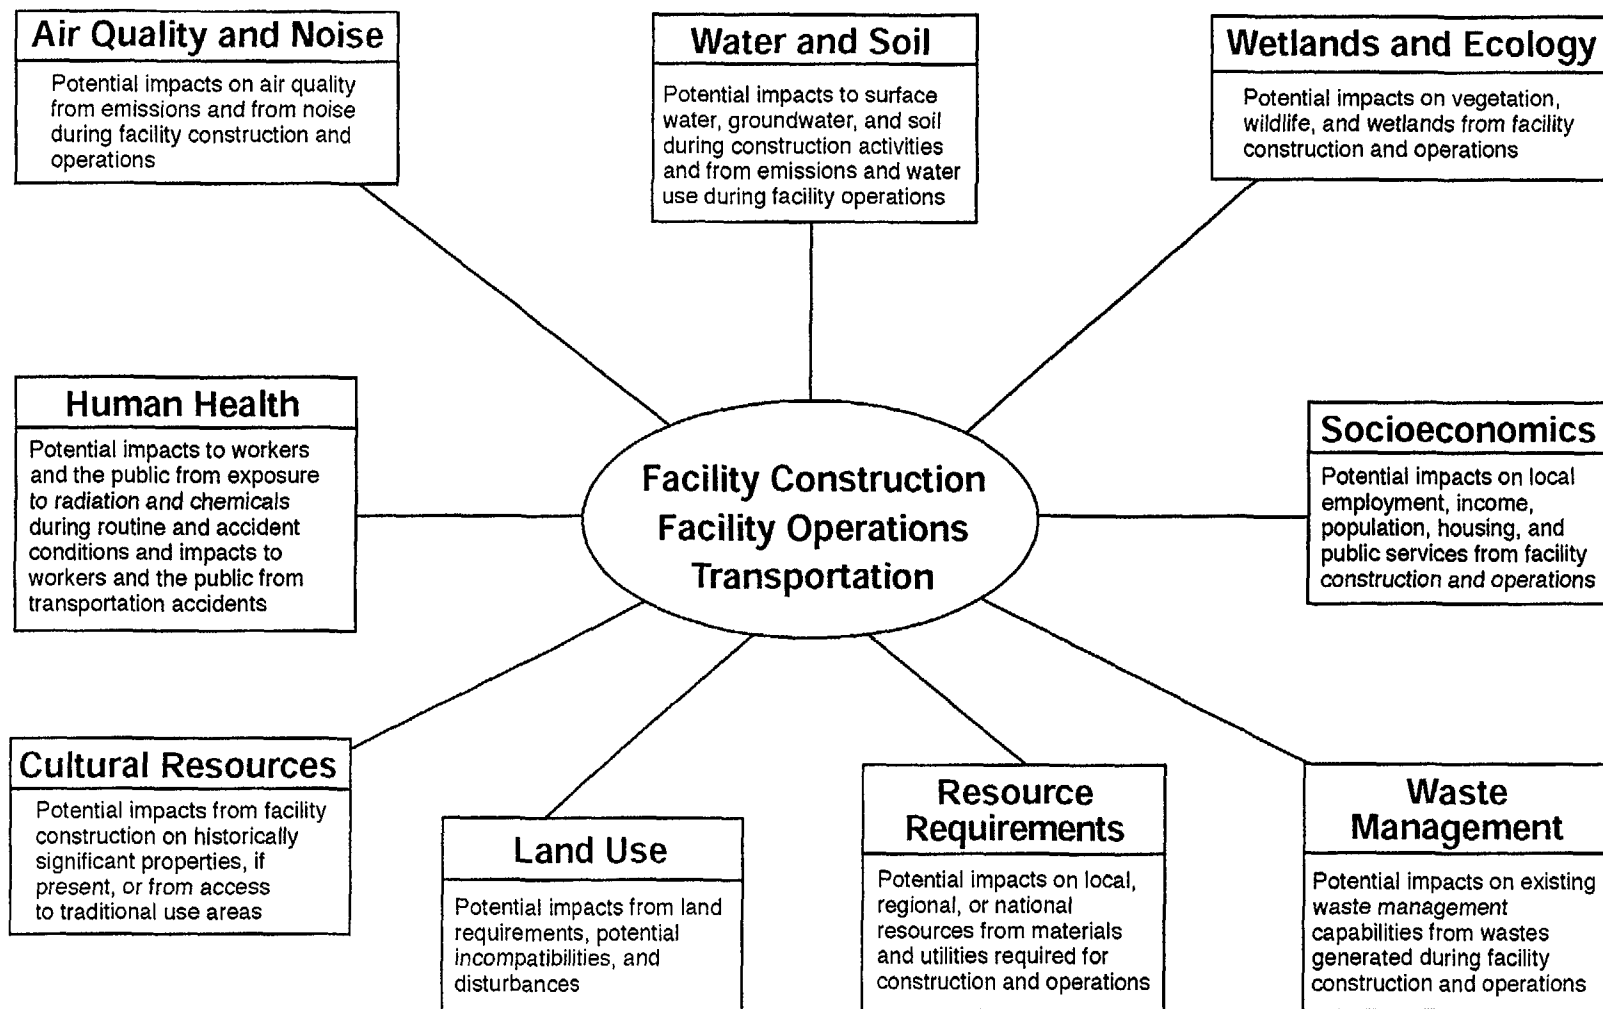 Air Quality and Noise
Potential impacts on air quality
from emissions and from noise
during facility construction and
operations
Water and Soil
Potential impacts to surface
water, groundwater, and soil
during construction activities
and from emissions and water
use during facility operations
Wetlands and Ecology
Potential impacts on vegetation,
wildlife, and wetlands from facility
construction and operations
Human Health
Potential impacts to workers
and the public from exposure
to radiation and chemicals
during routine and accident
conditions and impacts to
workers and the public from
transportation accidents
Facility Construction
Facility Operations
Transportation
Socioeconomics
Potential impacts on local
employment, income,
population, housing, and
public services from facility
construction and operations
Cultural Resources
Potential impacts from facility
construction on historically
significant properties, if
present, or from access
to traditional use areas
Land Use
Potential impacts from land
requirements, potential
incompatibilities, and
disturbances
Resource
Requirements
Potential impacts on local,
regional, or national
resources from materials
and utilities required for
construction and operations
Waste
Management
Potential impacts on existing
waste management
capabilities from wastes
generated during facility
construction and operations